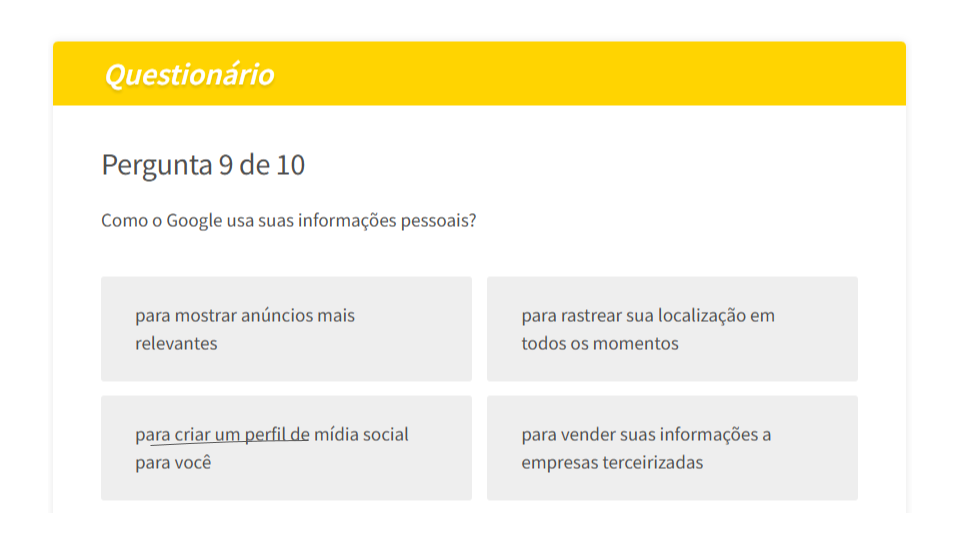 Questionário
Pergunta 9 de 10
Como o Google usa suas informações pessoais?
para mostrar anúncios mais
relevantes
para rastrear sua localização em
todos os momentos
para criar um perfil de mídia social
para você
para vender suas informações a
empresas terceirizadas